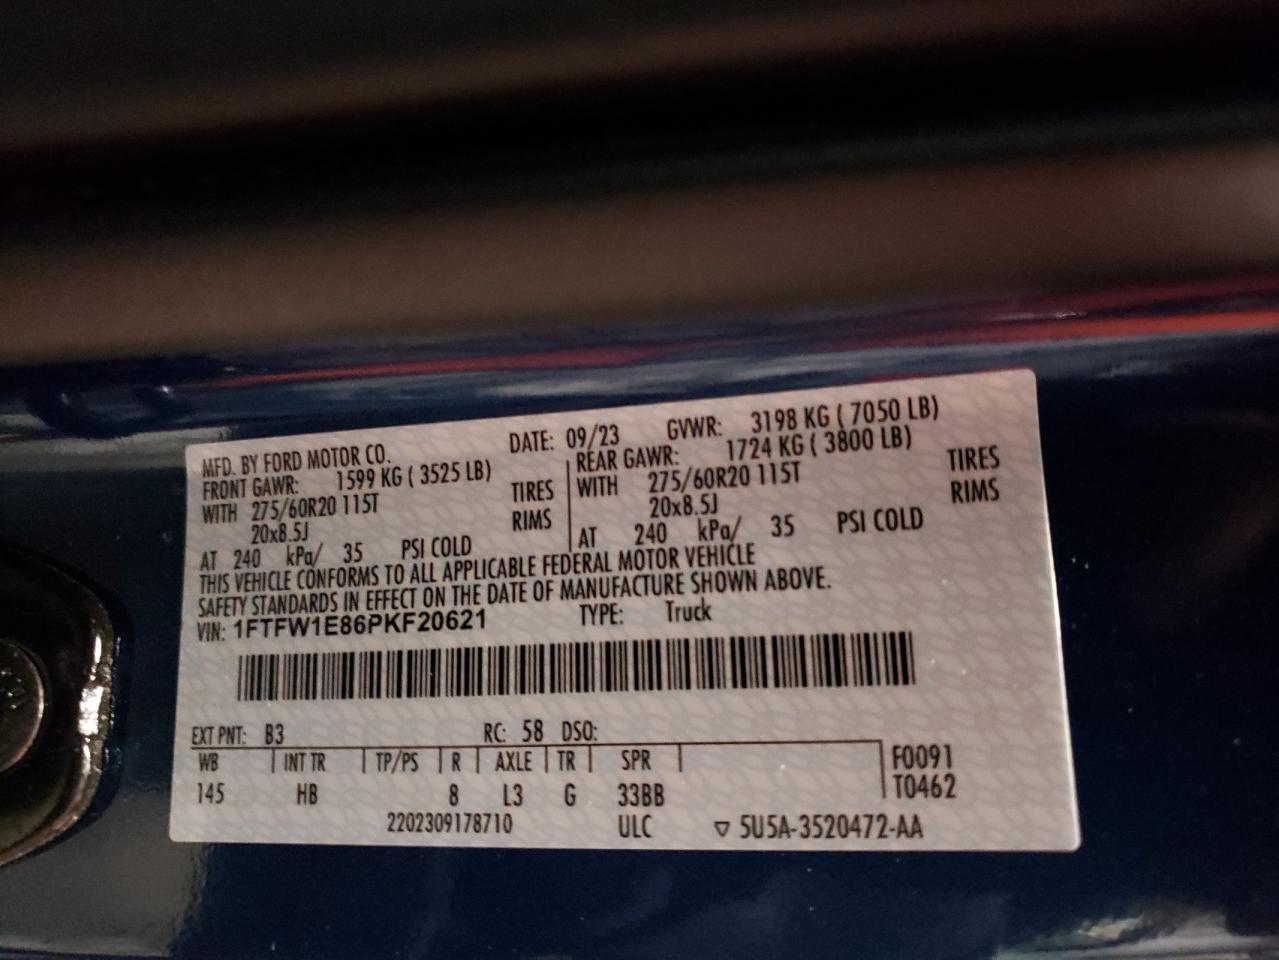 MFD. BY FORD MOTOR CO. DATE: 09/23 GVWR: 3198 KG ( 7050 LB)
FRONT GAWR: 1599 KG ( 3525 LB) REAR GAWR: 1724 KG ( 3800 LB)
WITH 275/60R20 115T TIRES WITH 275/60R20 115T TIRES
20x8.5J RIMS 20x8.5J RIMS
AT 240 kPa/ 35 PSI COLD AT 240 kPa/ 35 PSI COLD
THIS VEHICLE CONFORMS TO ALL APPLICABLE FEDERAL MOTOR VEHICLE
SAFETY STANDARDS IN EFFECT ON THE DATE OF MANUFACTURE SHOWN ABOVE.
VIN: 1FTFW1E86PKF20621 TYPE: Truck
EXT PNT: B3 RC: 58 DSO:
WB INT TR TP/PS R AXLE TR SPR F0091
145 HB 8 L3 G 33BB T0462
2202309178710 ULC ▽ 5U5A-3520472-AA